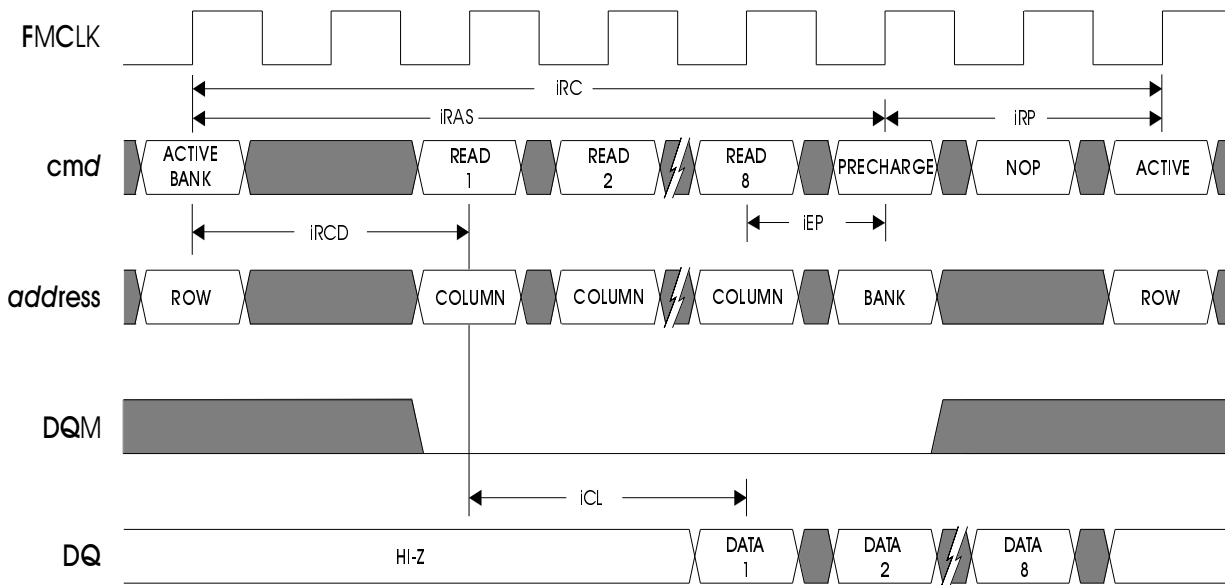 FMCLK
iRC
iRAS
iRP
cmd
ACTIVE
BANK
READ
1
READ
2
READ
8
PRECHARGE
NOP
ACTIVE
iRCD
iEP
address
ROW
COLUMN
COLUMN
COLUMN
BANK
ROW
DQM
iCL
DQ
HI-Z
DATA
1
DATA
2
DATA
8